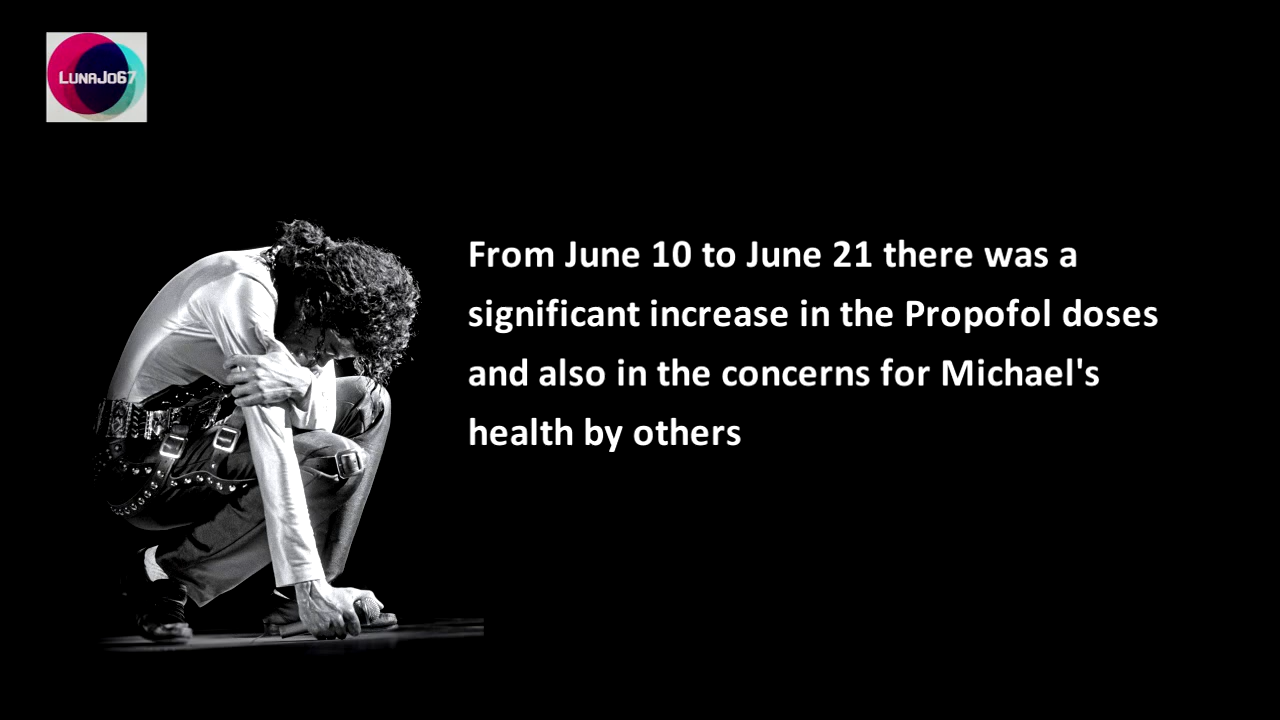 LunaJo67
From June 10 to June 21 there was a
significant increase in the Propofol doses
and also in the concerns for Michael's
health by others